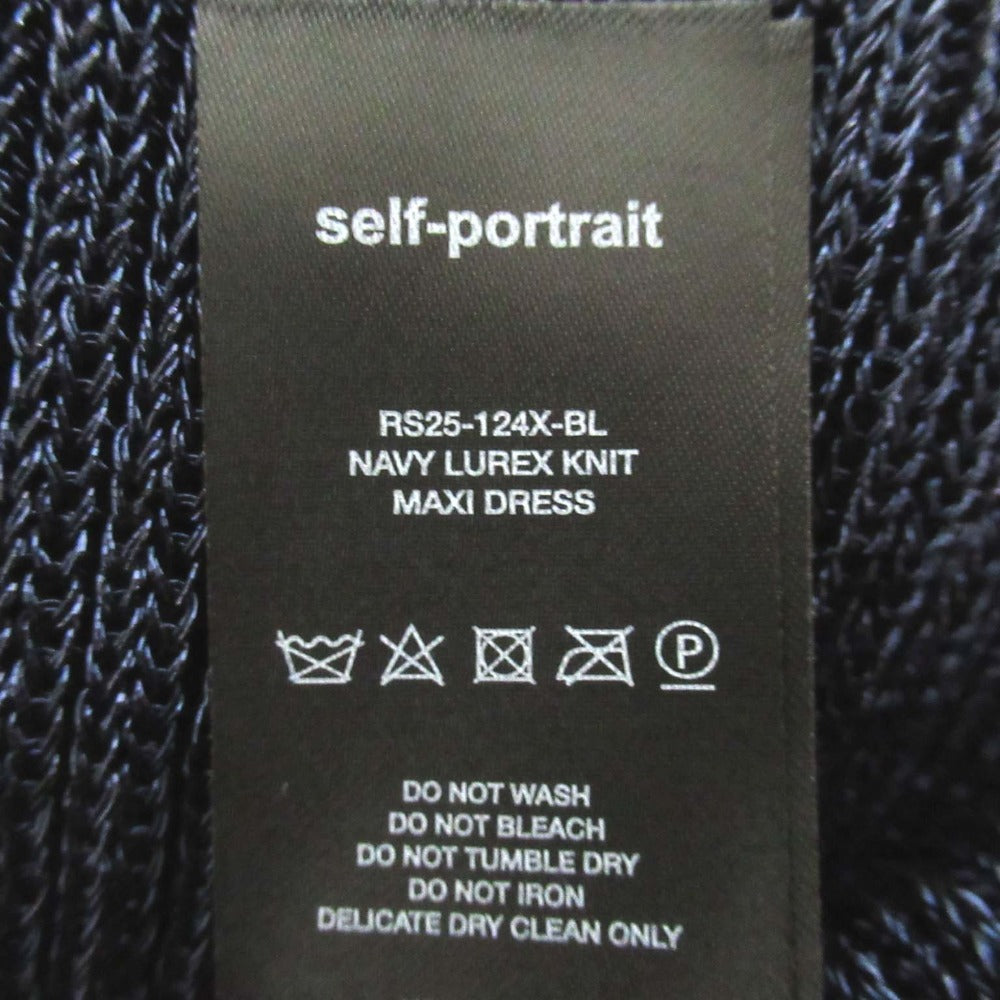 self-portrait
RS25-124X-BL
NAVY LUREX KNIT
MAXI DRESS
P
DO NOT WASH
DO NOT BLEACH
DO NOT TUMBLE DRY
DO NOT IRON
DELICATE DRY CLEAN ONLY